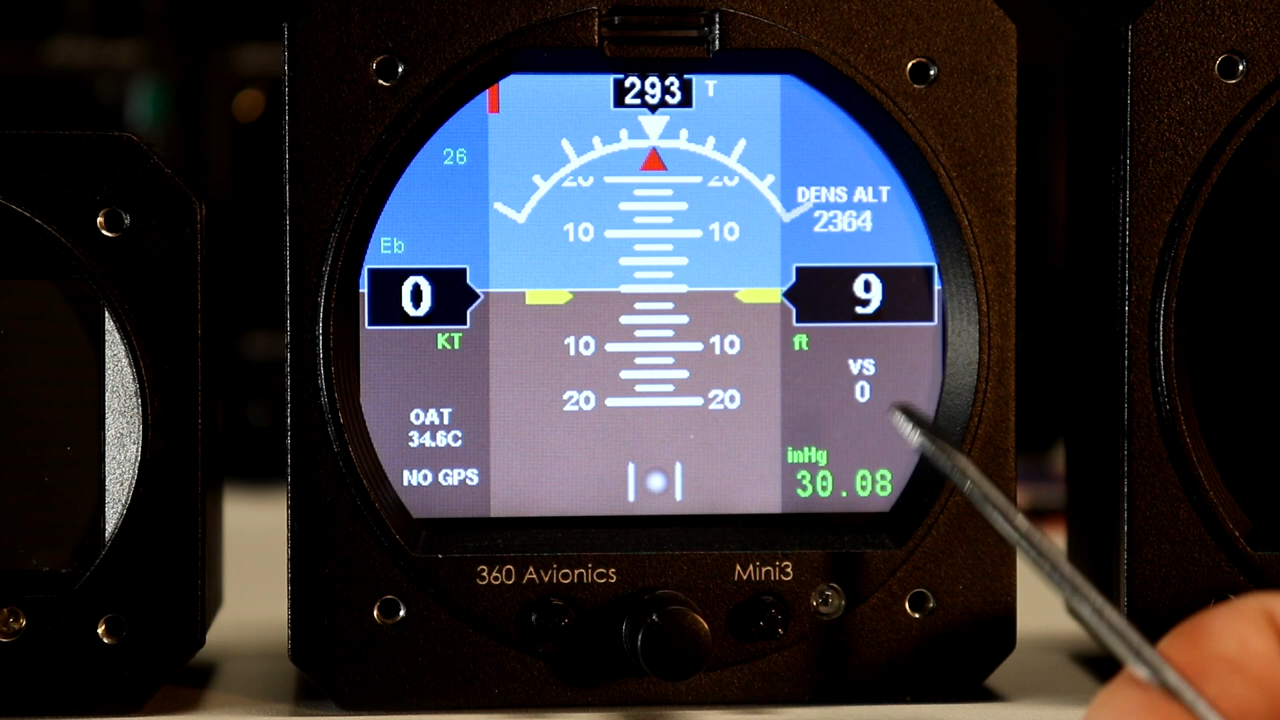 293 T
26
20 20
DENS ALT
2364
10 10
Eb
0
9
KT
ft
10 10
VS
0
20 20
OAT
34.6C
inHg
30.08
NO GPS
360 Avionics
Mini3